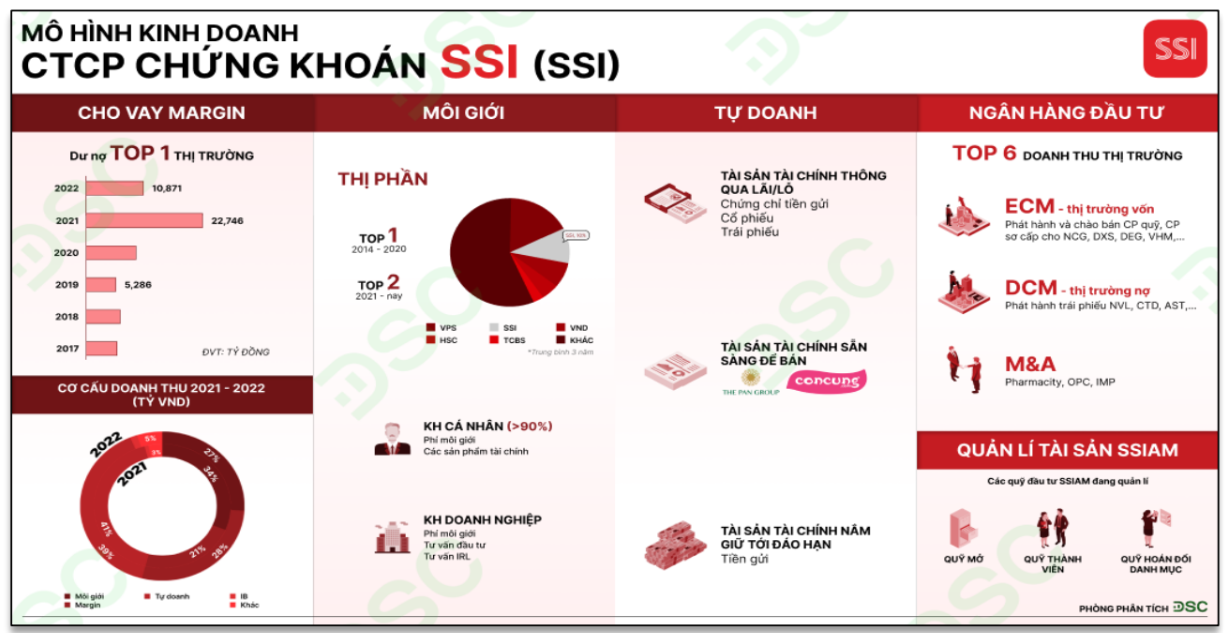 MÔ HÌNH KINH DOANH
CTCP CHỨNG KHOÁN SSI (SSI)
SSI
CHO VAY MARGIN
Dư nợ TOP 1 THỊ TRƯỜNG
2022 10,871
2021 22,746
2020
2019 5,286
2018
2017
ĐVT: TỶ ĐỒNG
CƠ CẤU DOANH THU 2021 - 2022
(TỶ VND)
2022
2021
27%
34%
28%
21%
41%
39%
Môi giới
Tự doanh
IB
Margin
Khác
MÔI GIỚI
THỊ PHẦN
TOP 1
2014 - 2020
TOP 2
2021 - nay
VPS
SSI
VND
HSC
TCBS
KHÁC
*Trung bình 3 năm
KH CÁ NHÂN (>90%)
Phí môi giới
Các sản phẩm tài chính
KH DOANH NGHIỆP
Phí môi giới
Tư vấn đầu tư
Tư vấn IRL
TỰ DOANH
TÀI SẢN TÀI CHÍNH THÔNG
QUA LÃI/LỖ
Chứng chỉ tiền gửi
Cổ phiếu
Trái phiếu
TÀI SẢN TÀI CHÍNH SẴN
SÀNG ĐỂ BÁN
THE PAN GROUP
concung
TÀI SẢN TÀI CHÍNH NẮM
GIỮ TỚI ĐÁO HẠN
Tiền gửi
NGÂN HÀNG ĐẦU TƯ
TOP 6 DOANH THU THỊ TRƯỜNG
ECM - thị trường vốn
Phát hành và chào bán CP quỹ, CP
sơ cấp cho NCG, DXS, DEG, VHM,...
DCM - thị trường nợ
Phát hành trái phiếu NVL, CTD, AST,...
M&A
Pharmacity, OPC, IMP
QUẢN LÍ TÀI SẢN SSIAM
Các quỹ đầu tư SSIAM đang quản lí
QUỸ MỞ
QUỸ THÀNH
VIÊN
QUỸ HOÁN ĐỔI
DANH MỤC
PHÒNG PHÂN TÍCH DSC